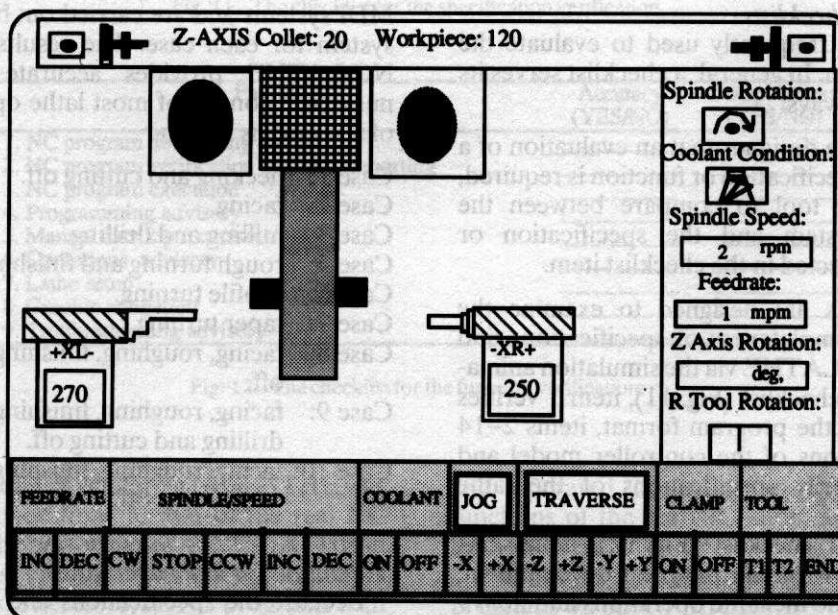 Z-AXIS Collet: 20 Workpiece: 120
Spindle Rotation:
Coolant Condition:
Spindle Speed:
2 rpm
Feedrate:
1 mpm
Z Axis Rotation:
deg,
R Tool Rotation:
+XL-
270
-XR+
250
FEEDRATE SPINDLE/SPEED COOLANT JOG TRAVERSE CLAMP TOOL
INC DEC CW STOP CCW INC DEC ON OFF -X +X -Z +Z -Y +Y ON OFF T1 T2 END